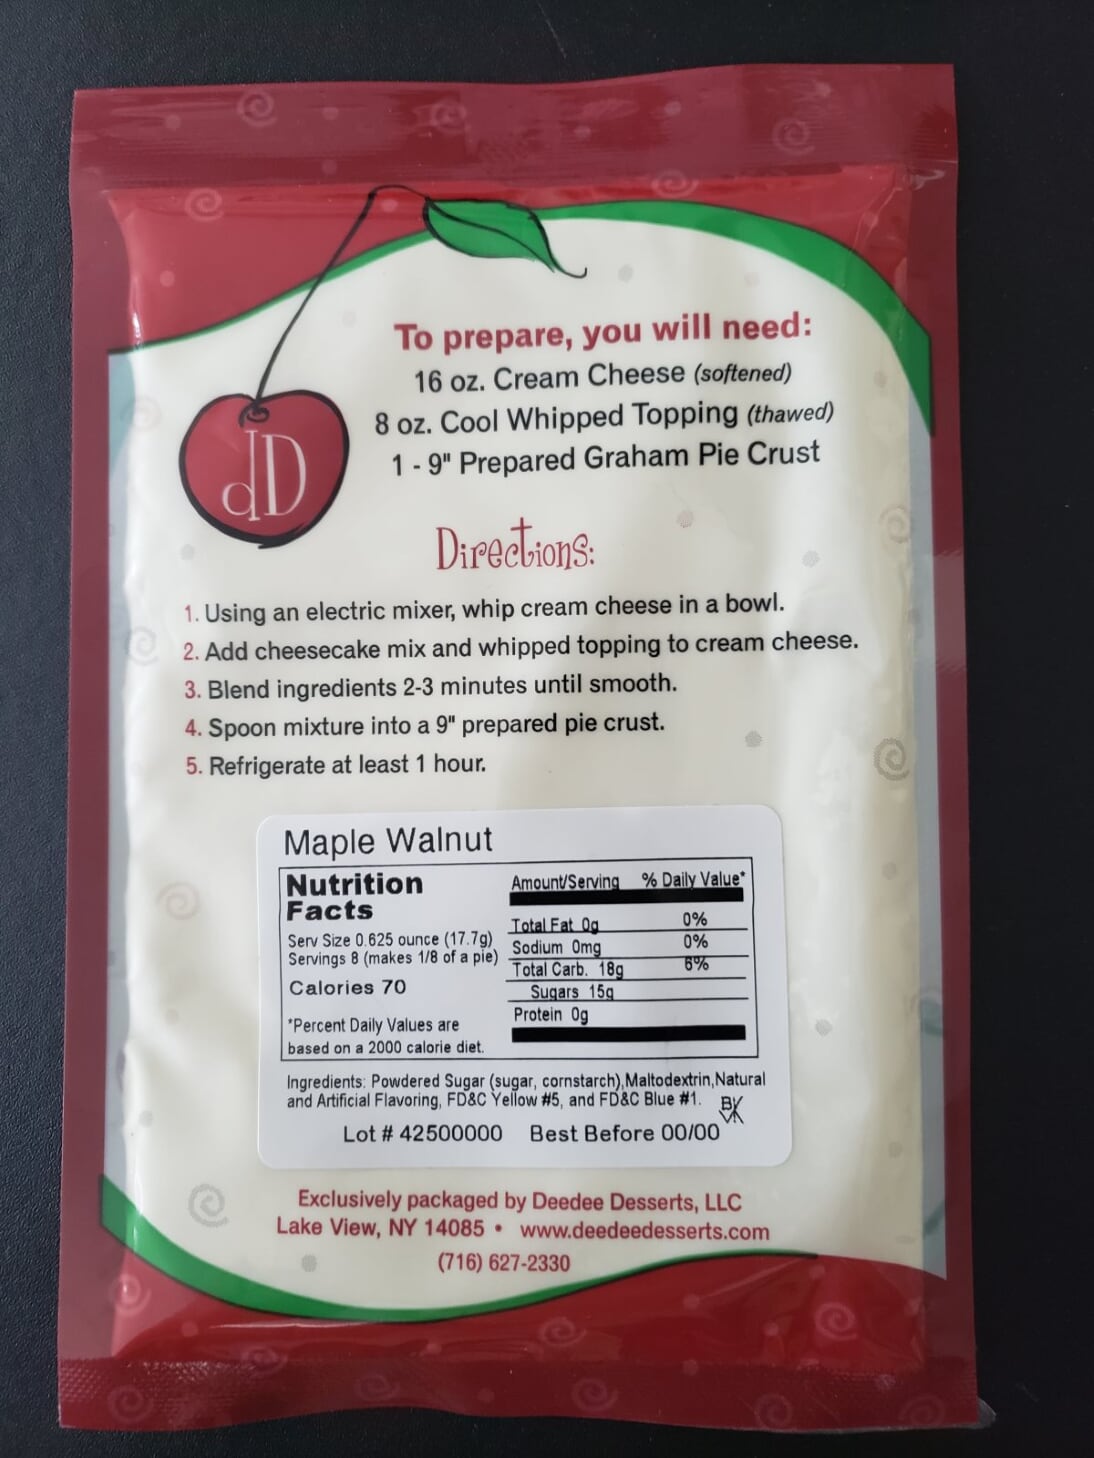 dD
To prepare, you will need:
16 oz. Cream Cheese (softened)
8 oz. Cool Whipped Topping (thawed)
1 - 9" Prepared Graham Pie Crust
Directions:
1. Using an electric mixer, whip cream cheese in a bowl.
2. Add cheesecake mix and whipped topping to cream cheese.
3. Blend ingredients 2-3 minutes until smooth.
4. Spoon mixture into a 9" prepared pie crust.
5. Refrigerate at least 1 hour.
Maple Walnut
Nutrition
Facts
Serv Size 0.625 ounce (17.7g)
Servings 8 (makes 1/8 of a pie)
Calories 70
*Percent Daily Values are
based on a 2000 calorie diet.
Amount/Serving % Daily Value*
Total Fat 0g 0%
Sodium 0mg 0%
Total Carb. 18g 6%
Sugars 15g
Protein 0g
Ingredients: Powdered Sugar (sugar, cornstarch),Maltodextrin,Natural
and Artificial Flavoring, FD&C Yellow #5, and FD&C Blue #1.
Lot # 42500000 Best Before 00/00
Exclusively packaged by Deedee Desserts, LLC
Lake View, NY 14085 • www.deedeedesserts.com
(716) 627-2330